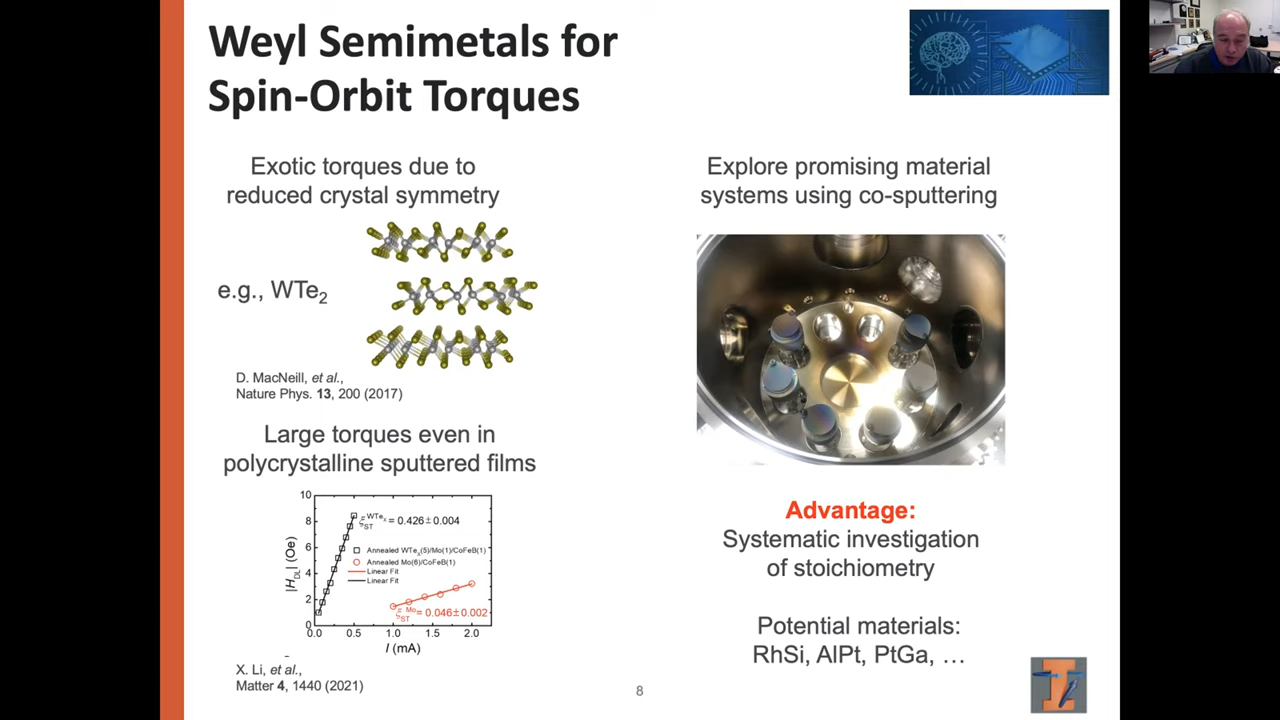 Weyl Semimetals for
Spin-Orbit Torques
Exotic torques due to
reduced crystal symmetry
e.g., WTe₂
D. MacNeill, et al.,
Nature Phys. 13, 200 (2017)
Large torques even in
polycrystalline sputtered films
10
8
6
4
2
0
|H_DL| (Oe)
ξ_ST^WTeₓ = 0.426±0.004
Annealed WTeₓ(5)/Mo(1)/CoFeB(1)
Annealed Mo(6)/CoFeB(1)
Linear Fit
Linear Fit
ξ_ST^Mo = 0.046±0.002
0.0 0.5 1.0 1.5 2.0
I (mA)
X. Li, et al.,
Matter 4, 1440 (2021)
Explore promising material
systems using co-sputtering
Advantage:
Systematic investigation
of stoichiometry
Potential materials:
RhSi, AlPt, PtGa, …
8
I